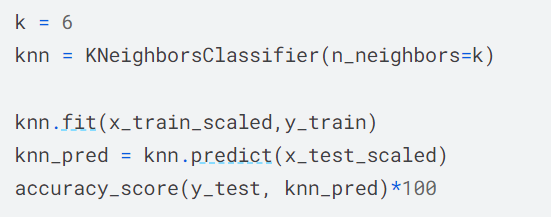 k = 6
knn = KNeighborsClassifier(n_neighbors=k)
knn.fit(x_train_scaled,y_train)
knn_pred = knn.predict(x_test_scaled)
accuracy_score(y_test, knn_pred)*100